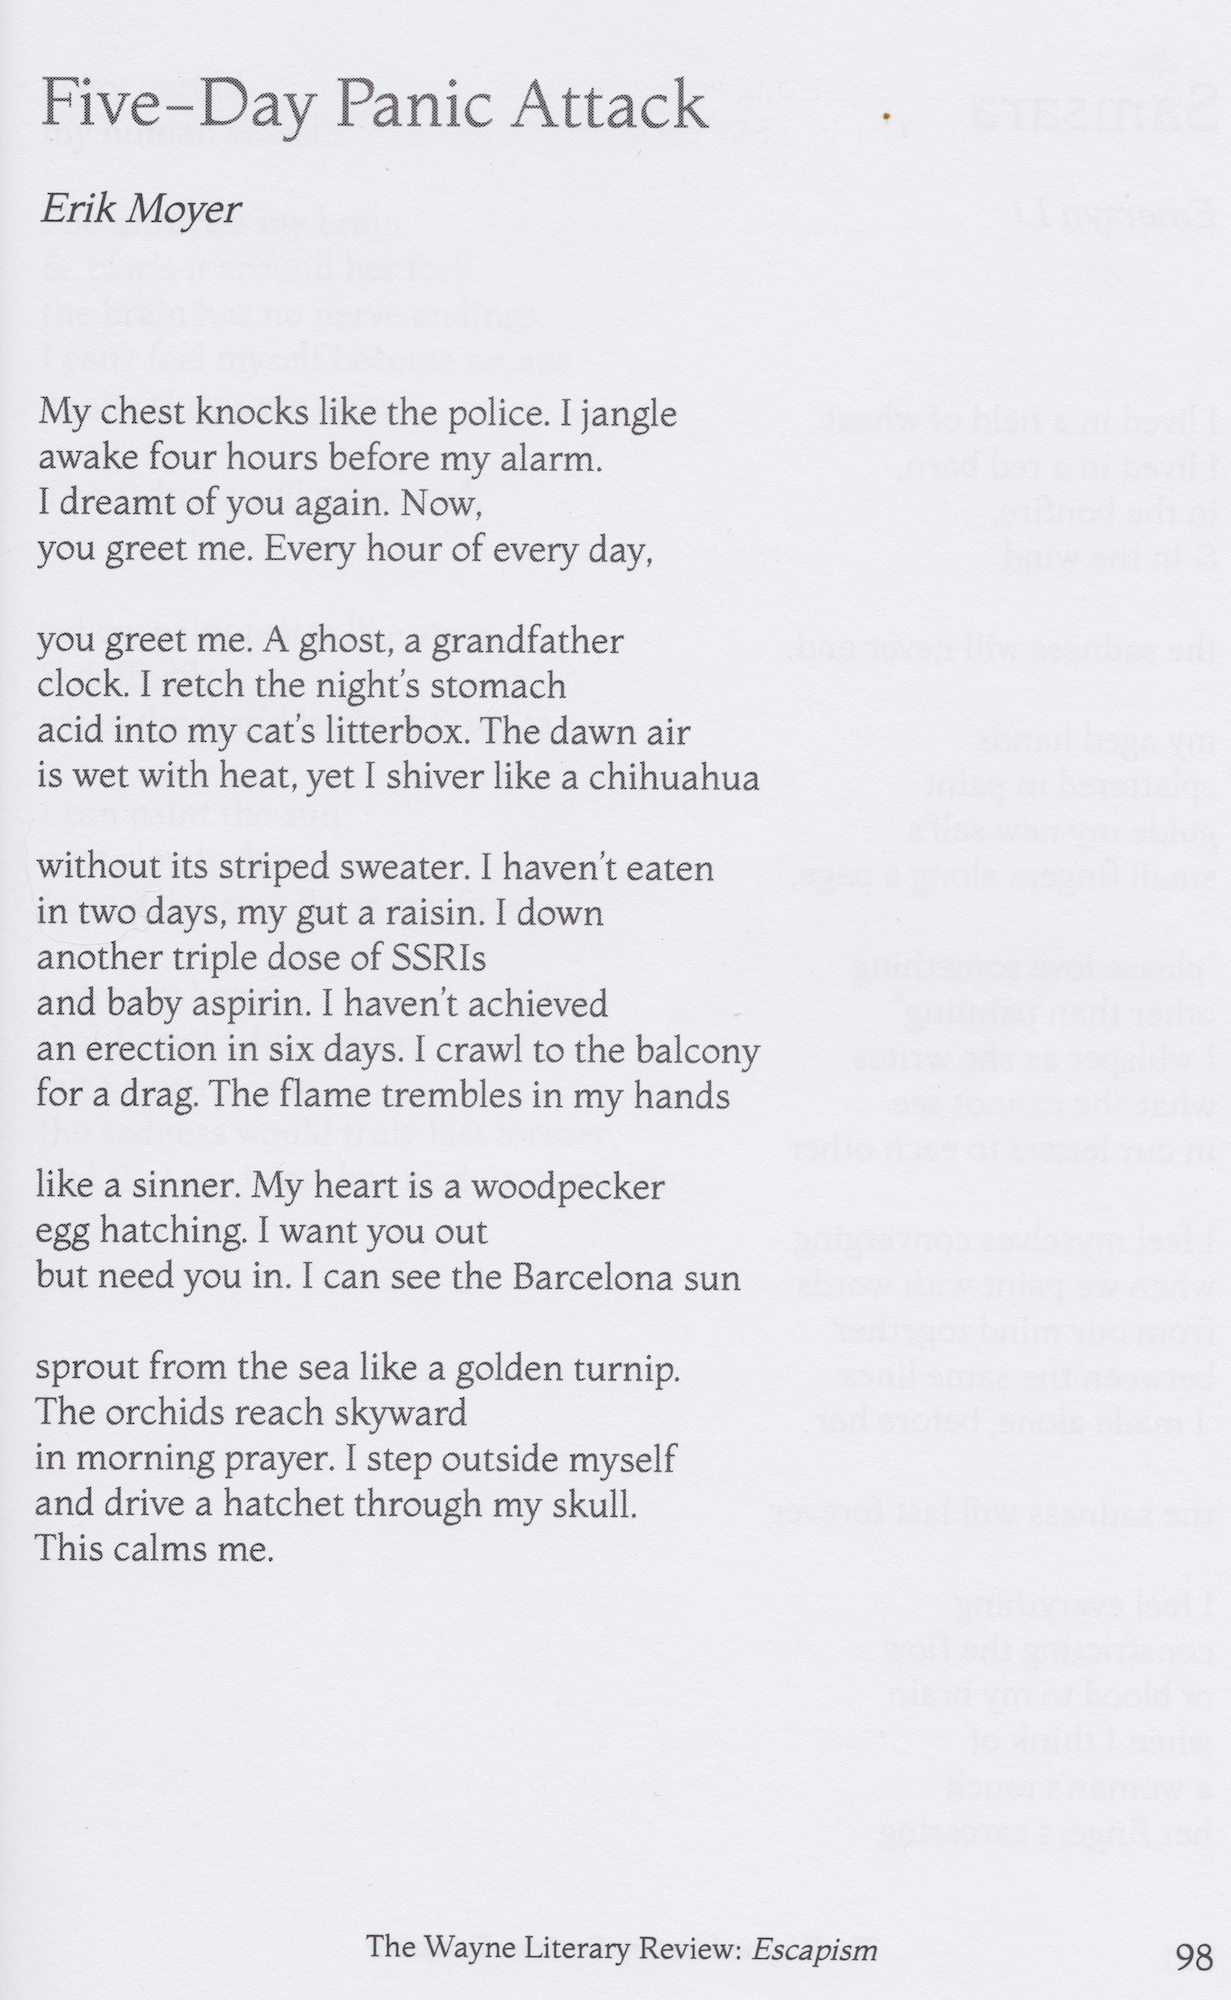 Five-Day Panic Attack
Erik Moyer
My chest knocks like the police. I jangle
awake four hours before my alarm.
I dreamt of you again. Now,
you greet me. Every hour of every day,
you greet me. A ghost, a grandfather
clock. I retch the night's stomach
acid into my cat's litterbox. The dawn air
is wet with heat, yet I shiver like a chihuahua
without its striped sweater. I haven't eaten
in two days, my gut a raisin. I down
another triple dose of SSRIs
and baby aspirin. I haven't achieved
an erection in six days. I crawl to the balcony
for a drag. The flame trembles in my hands
like a sinner. My heart is a woodpecker
egg hatching. I want you out
but need you in. I can see the Barcelona sun
sprout from the sea like a golden turnip.
The orchids reach skyward
in morning prayer. I step outside myself
and drive a hatchet through my skull.
This calms me.
The Wayne Literary Review: Escapism
98